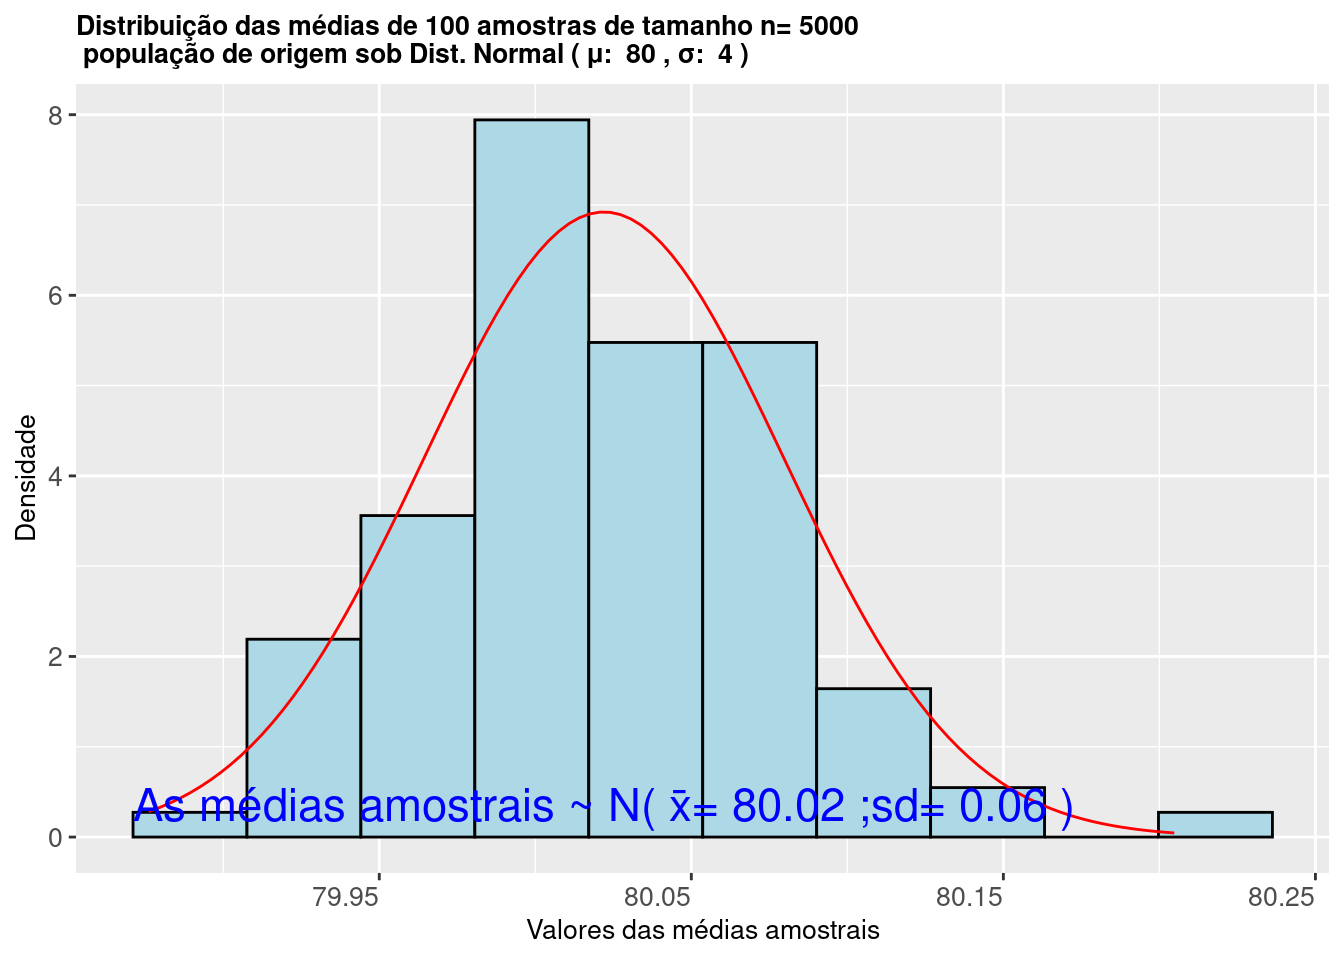 Distribuição das médias de 100 amostras de tamanho n= 5000
população de origem sob Dist. Normal ( μ:  80 , σ:  4 )
8
6
4
2
0
Densidade
As médias amostrais ~ N( x̄= 80.02 ;sd= 0.06 )
79.95
80.05
80.15
80.25
Valores das médias amostrais